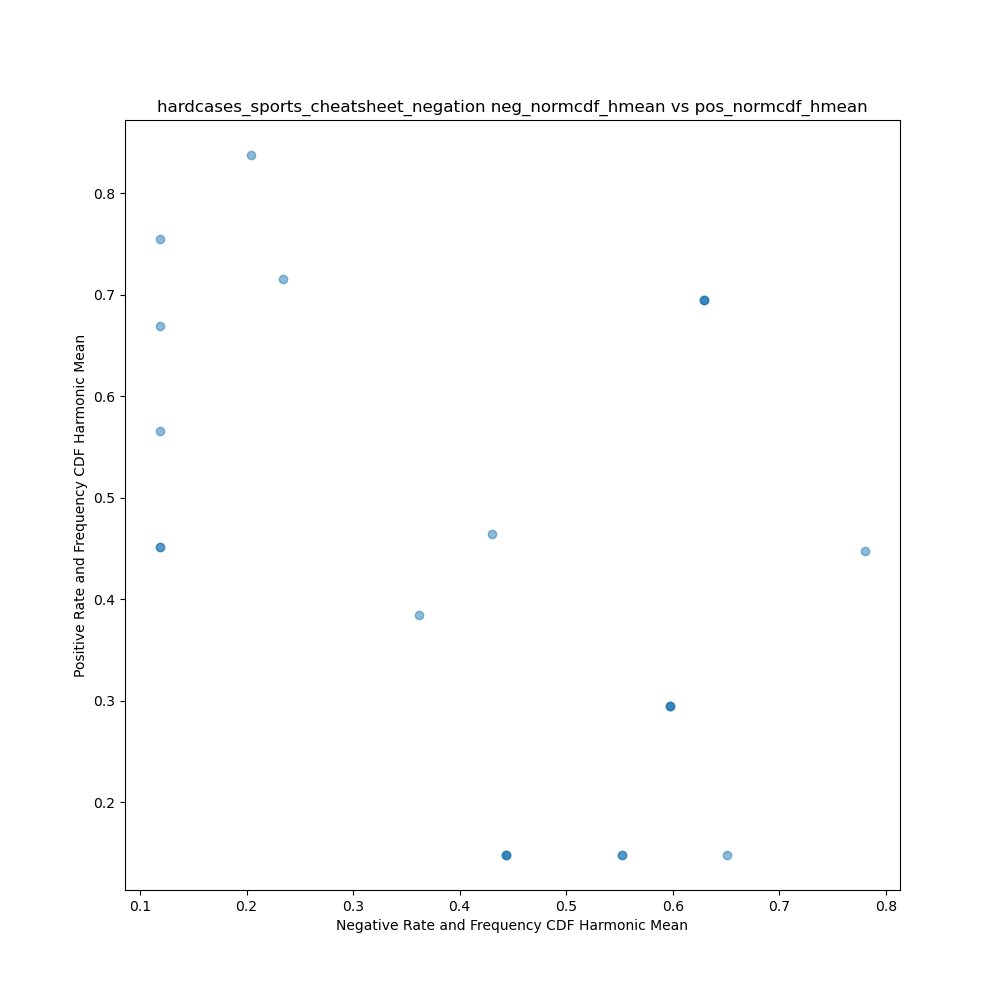 hardcases_sports_cheatsheet_negation neg_normcdf_hmean vs pos_normcdf_hmean
Positive Rate and Frequency CDF Harmonic Mean
0.8
0.7
0.6
0.5
0.4
0.3
0.2
0.1 0.2 0.3 0.4 0.5 0.6 0.7 0.8
Negative Rate and Frequency CDF Harmonic Mean